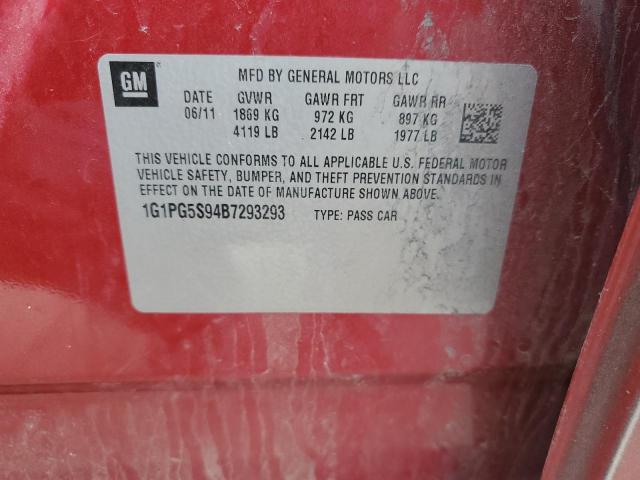 GM
MFD BY GENERAL MOTORS LLC
DATE GVWR GAWR FRT GAWR RR
06/11 1869 KG 972 KG 897 KG
4119 LB 2142 LB 1977 LB
THIS VEHICLE CONFORMS TO ALL APPLICABLE U.S. FEDERAL MOTOR
VEHICLE SAFETY, BUMPER, AND THEFT PREVENTION STANDARDS IN
EFFECT ON THE DATE OF MANUFACTURE SHOWN ABOVE.
1G1PG5S94B7293293 TYPE: PASS CAR